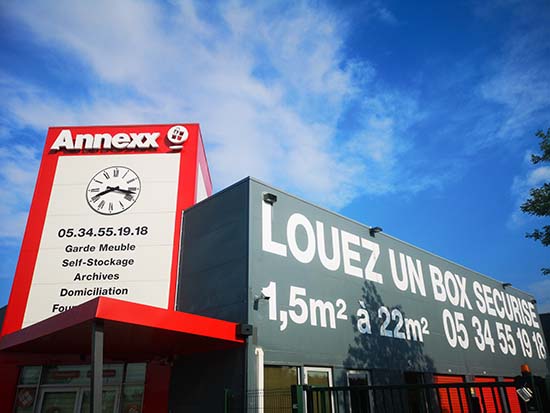 Annexx
05.34.55.19.18
Garde Meuble
Self-Stockage
Archives
Domiciliation
LOUEZ UN BOX SECURISE
1,5m² à 22m² 05 34 55 19 18